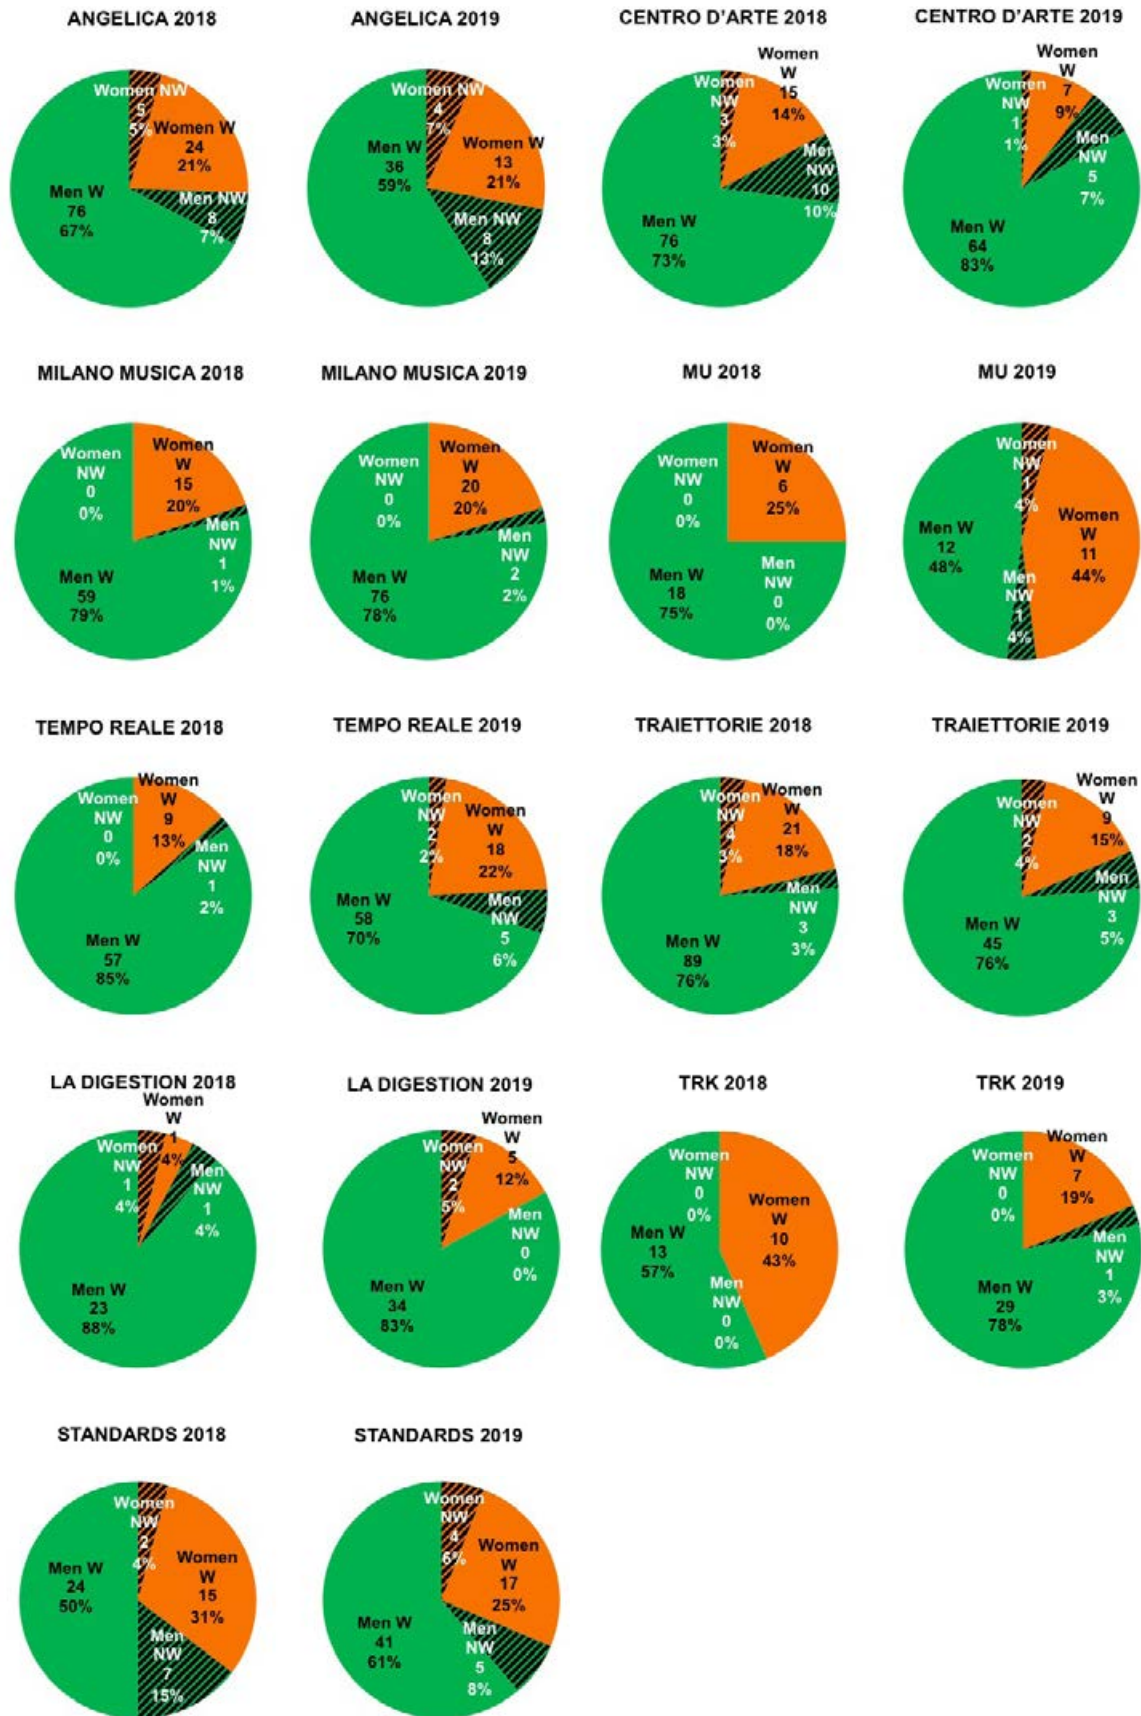 ANGELICA 2018
Women NW
5
5%
Women W
24
21%
Men NW
8
7%
Men W
76
67%
ANGELICA 2019
Women NW
4
7%
Women W
13
21%
Men NW
8
13%
Men W
36
59%
CENTRO D'ARTE 2018
Women
NW
3
3%
Women
W
15
14%
Men
NW
10
10%
Men W
76
73%
CENTRO D'ARTE 2019
Women
NW
1
1%
Women
W
7
9%
Men
NW
5
7%
Men W
64
83%
MILANO MUSICA 2018
Women
NW
0
0%
Women
W
15
20%
Men
NW
1
1%
Men W
59
79%
MILANO MUSICA 2019
Women
NW
0
0%
Women
W
20
20%
Men
NW
2
2%
Men W
76
78%
MU 2018
Women
NW
0
0%
Women
W
6
25%
Men
NW
0
0%
Men W
18
75%
MU 2019
Women
NW
1
4%
Women
W
11
44%
Men
NW
1
4%
Men W
12
48%
TEMPO REALE 2018
Women
NW
0
0%
Women
W
9
13%
Men
NW
1
2%
Men W
57
85%
TEMPO REALE 2019
Women
NW
2
2%
Women
W
18
22%
Men
NW
5
6%
Men W
58
70%
TRAIETTORIE 2018
Women
NW
4
3%
Women
W
21
18%
Men
NW
3
3%
Men W
89
76%
TRAIETTORIE 2019
Women
NW
2
4%
Women
W
9
15%
Men
NW
3
5%
Men W
45
76%
LA DIGESTION 2018
Women
NW
1
4%
Women
W
1
4%
Men
NW
1
4%
Men W
23
88%
LA DIGESTION 2019
Women
NW
2
5%
Women
W
5
12%
Men
NW
0
0%
Men W
34
83%
TRK 2018
Women
NW
0
0%
Women
W
10
43%
Men
NW
0
0%
Men W
13
57%
TRK 2019
Women
NW
0
0%
Women
W
7
19%
Men
NW
1
3%
Men W
29
78%
STANDARDS 2018
Women
NW
2
4%
Women
W
15
31%
Men
NW
7
15%
Men W
24
50%
STANDARDS 2019
Women
NW
4
6%
Women
W
17
25%
Men
NW
5
8%
Men W
41
61%